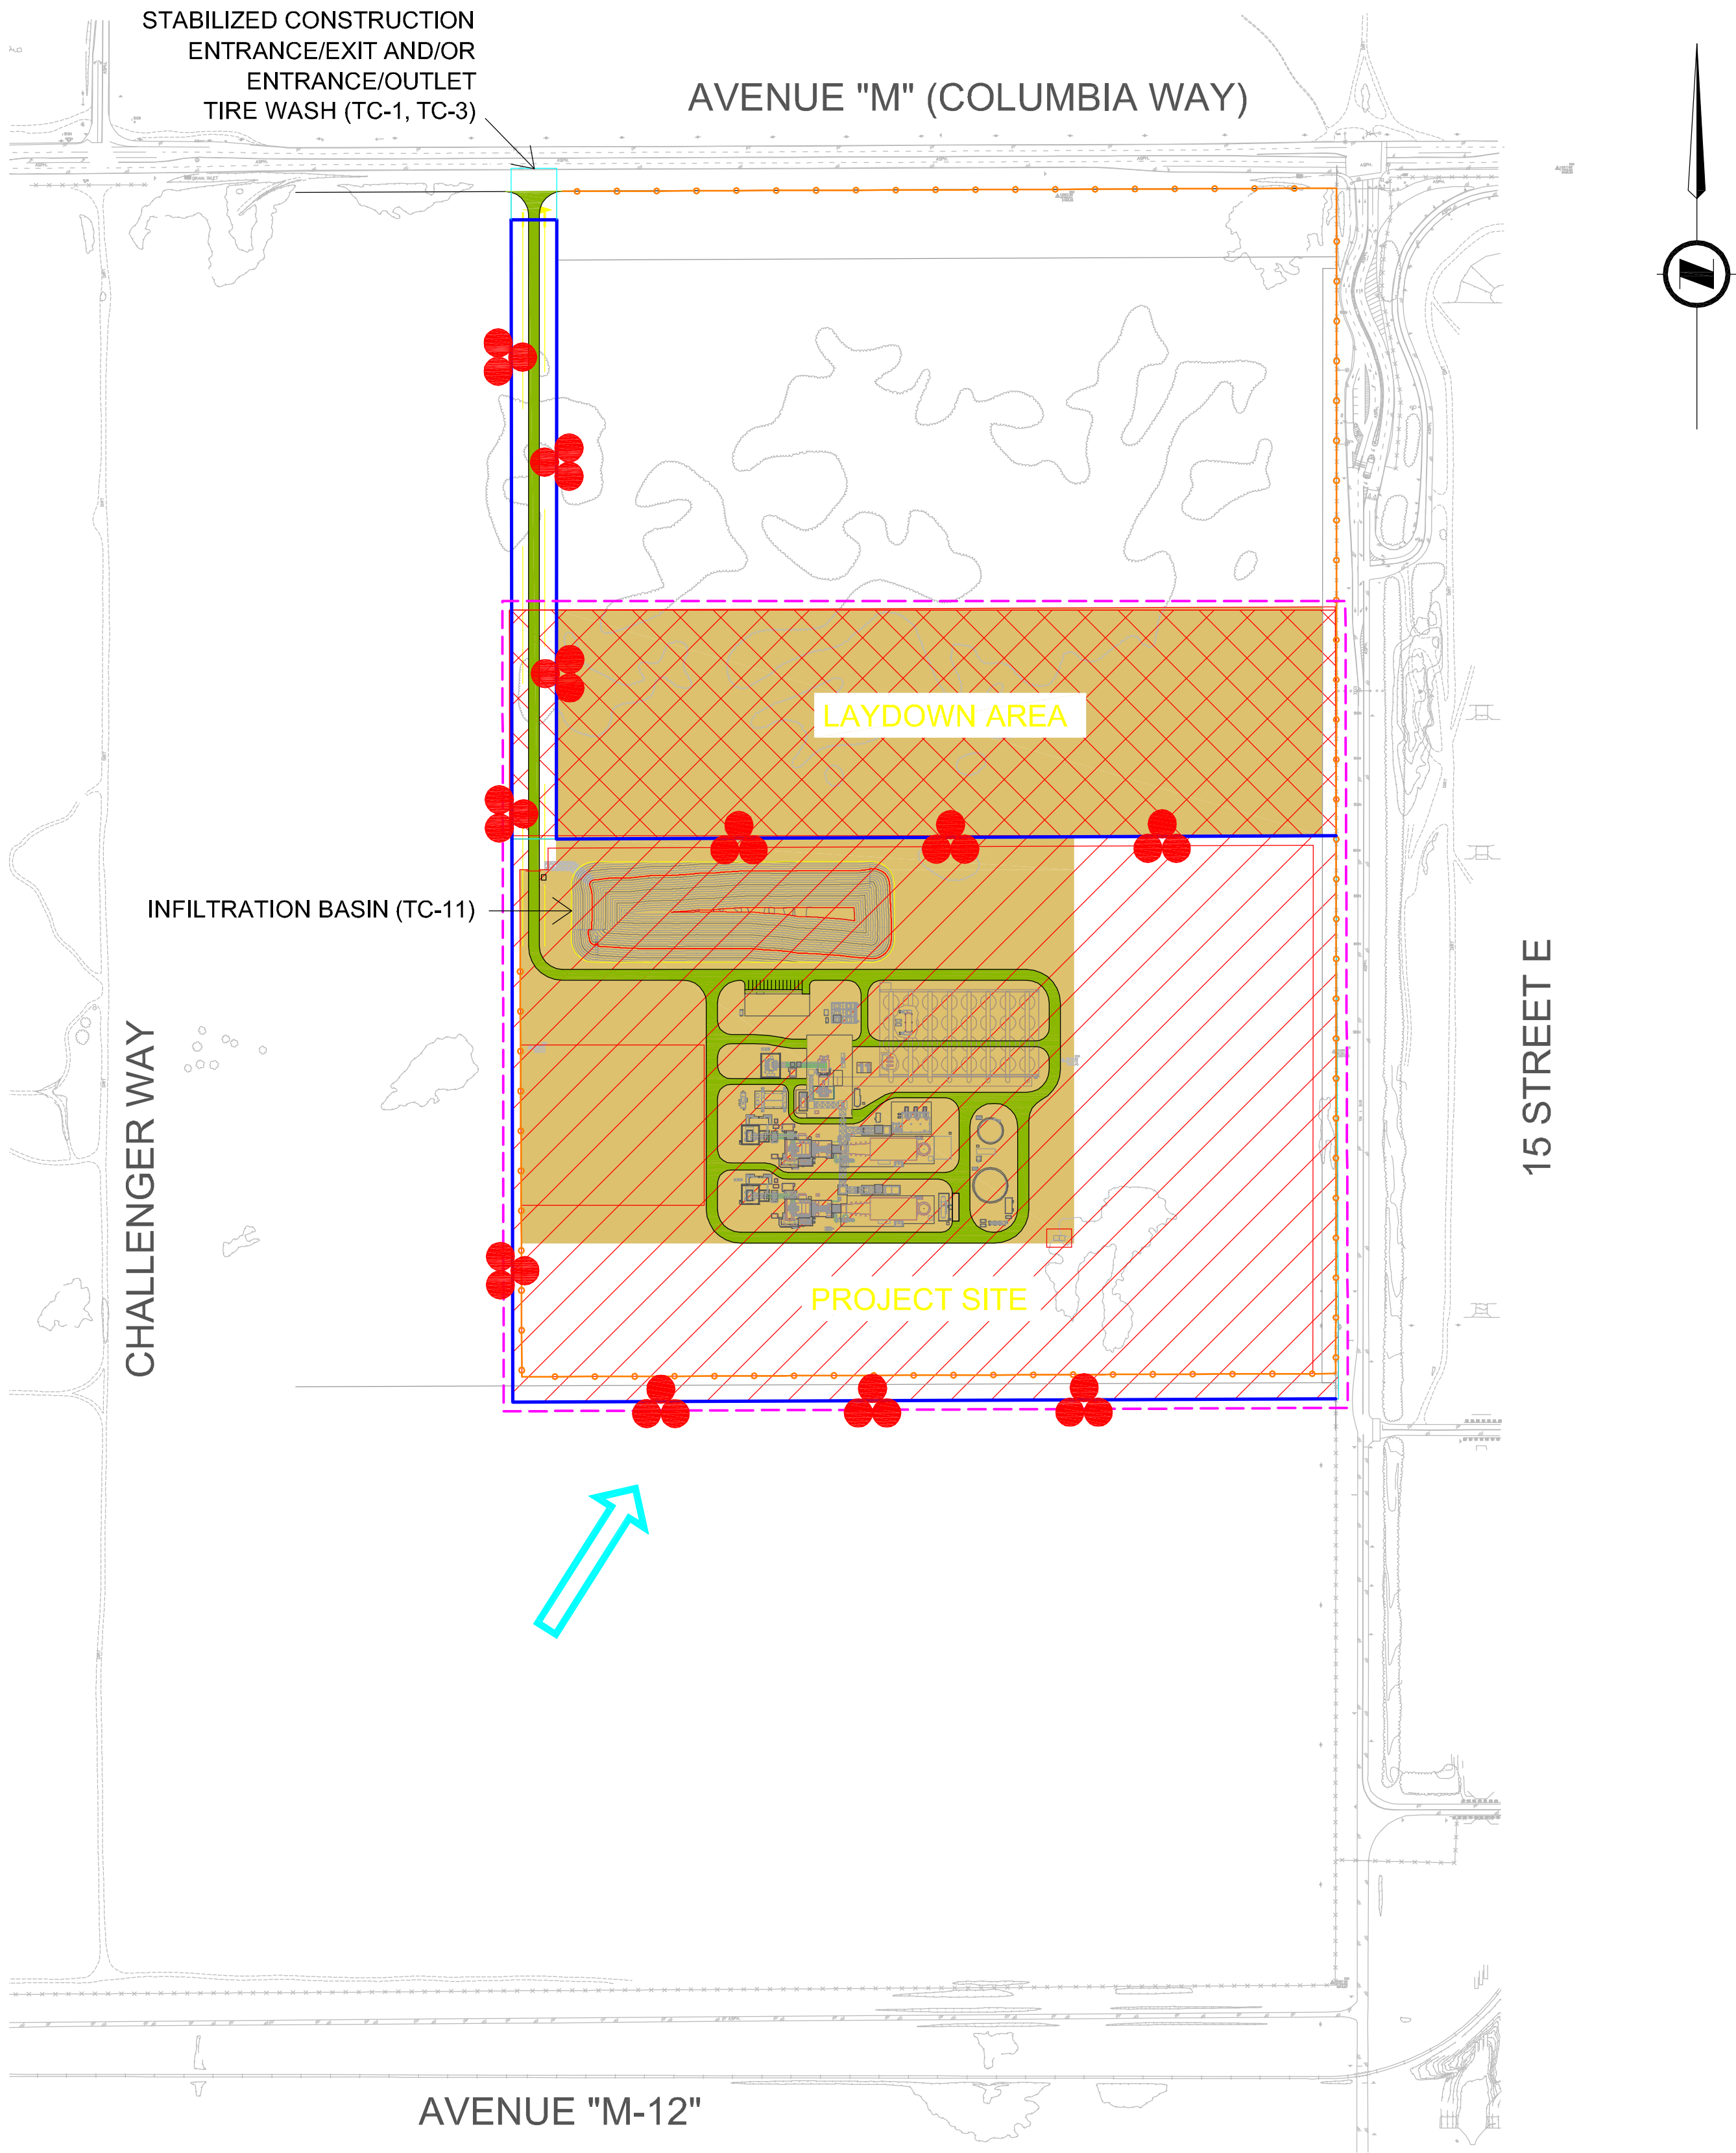 STABILIZED CONSTRUCTION
ENTRANCE/EXIT AND/OR
ENTRANCE/OUTLET
TIRE WASH (TC-1, TC-3)
AVENUE "M" (COLUMBIA WAY)
N
LAYDOWN AREA
INFILTRATION BASIN (TC-11)
CHALLENGER WAY
15 STREET E
PROJECT SITE
AVENUE "M-12"